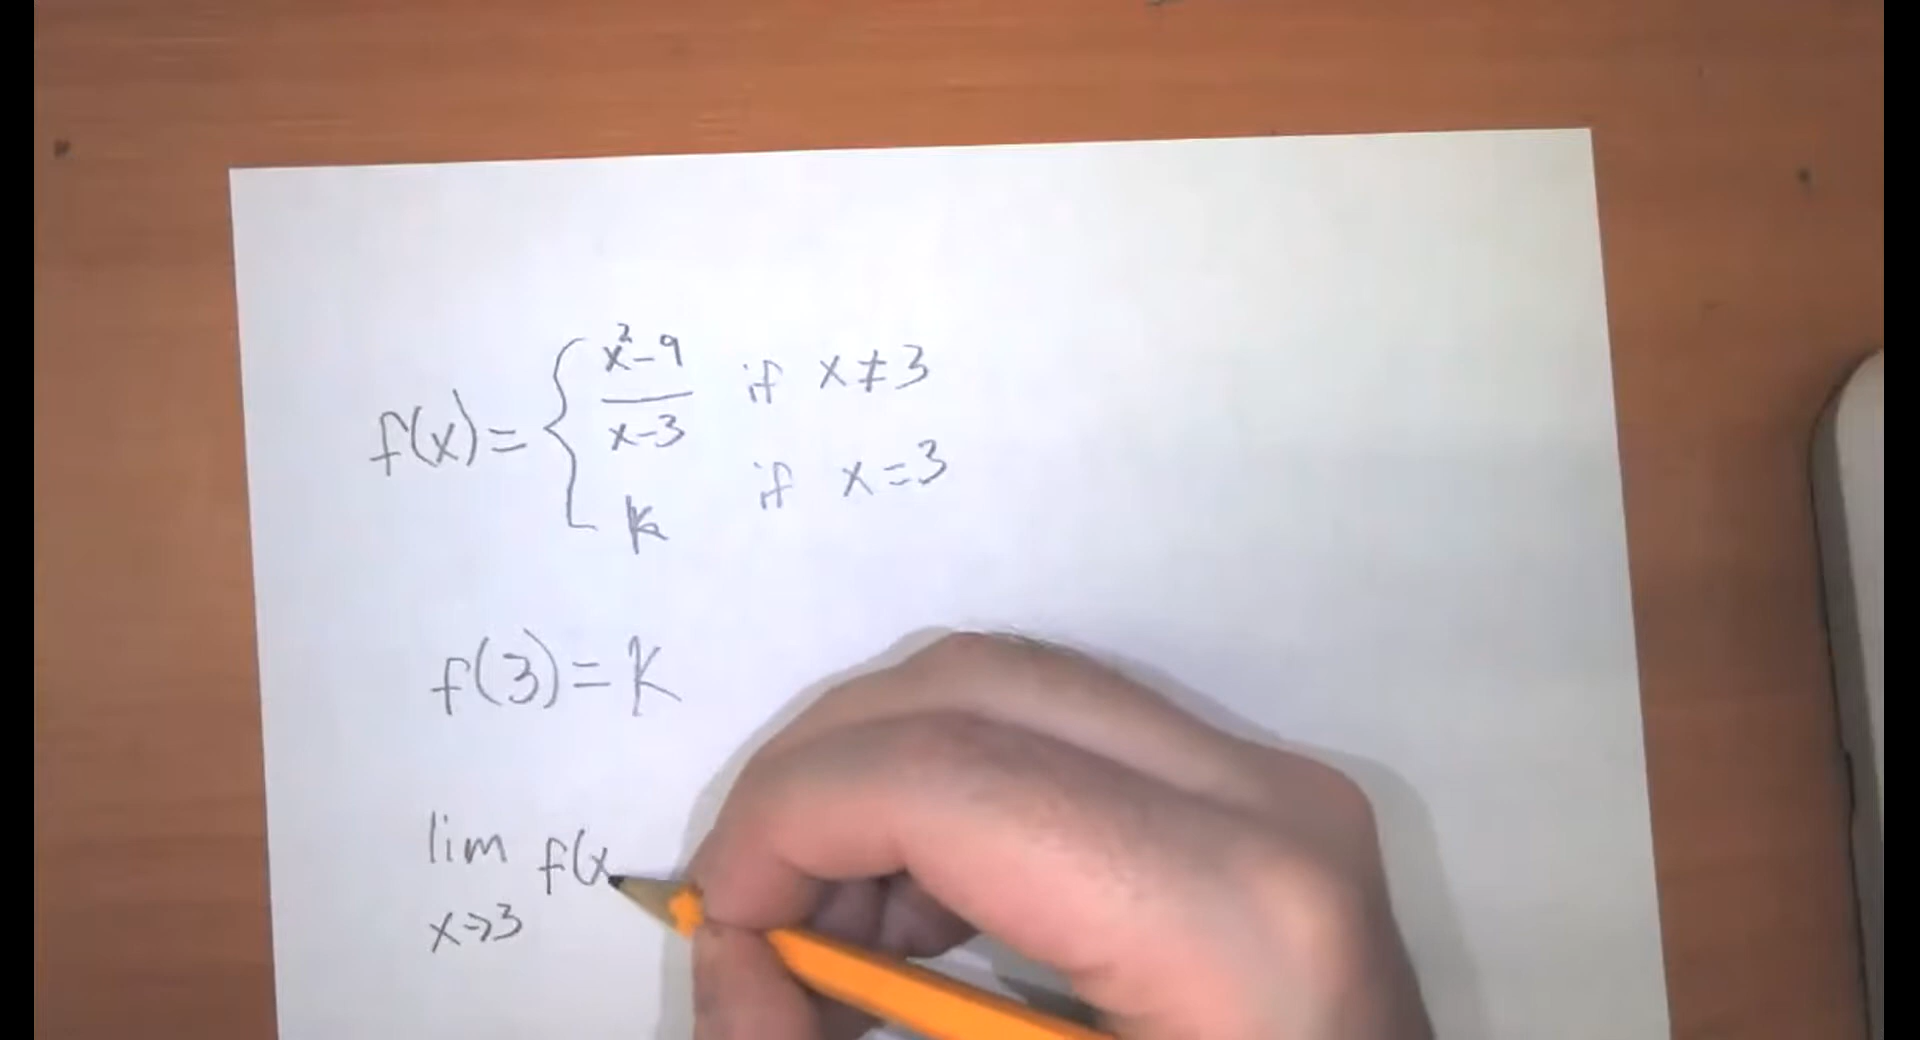 f(x) = { x²-9 / x-3 if x≠3
k if x=3
f(3) = K
lim f(x
x→3